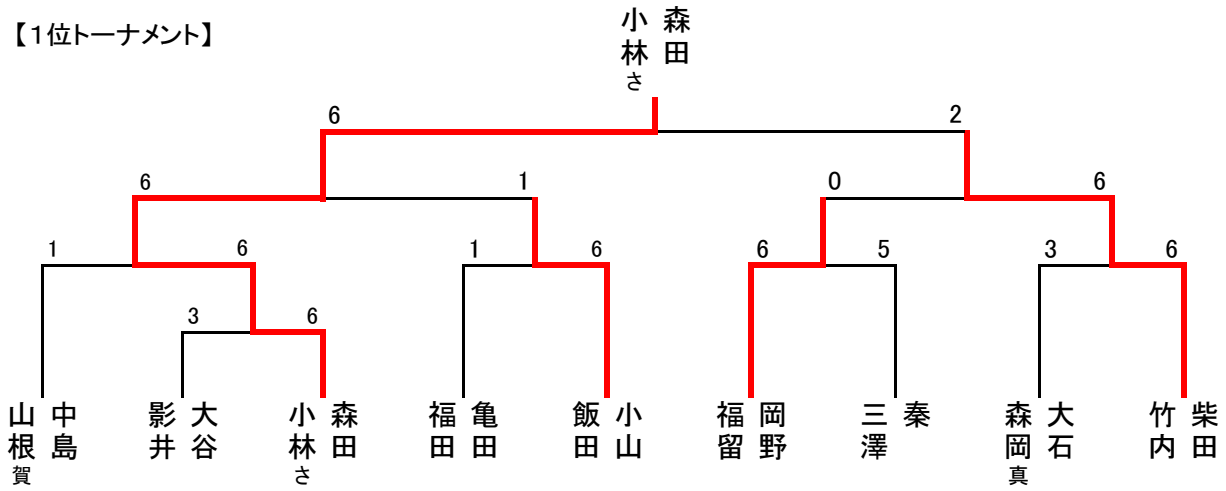 【１位トーナメント】
森田
小林さ
6
2
6
1
0
6
1
6
1
6
6
5
3
6
3
6
中島
山根賀
大谷
影井
森田
小林さ
亀田
福田
小山
飯田
岡野
福留
秦
三澤
大石
森岡真
柴田
竹内